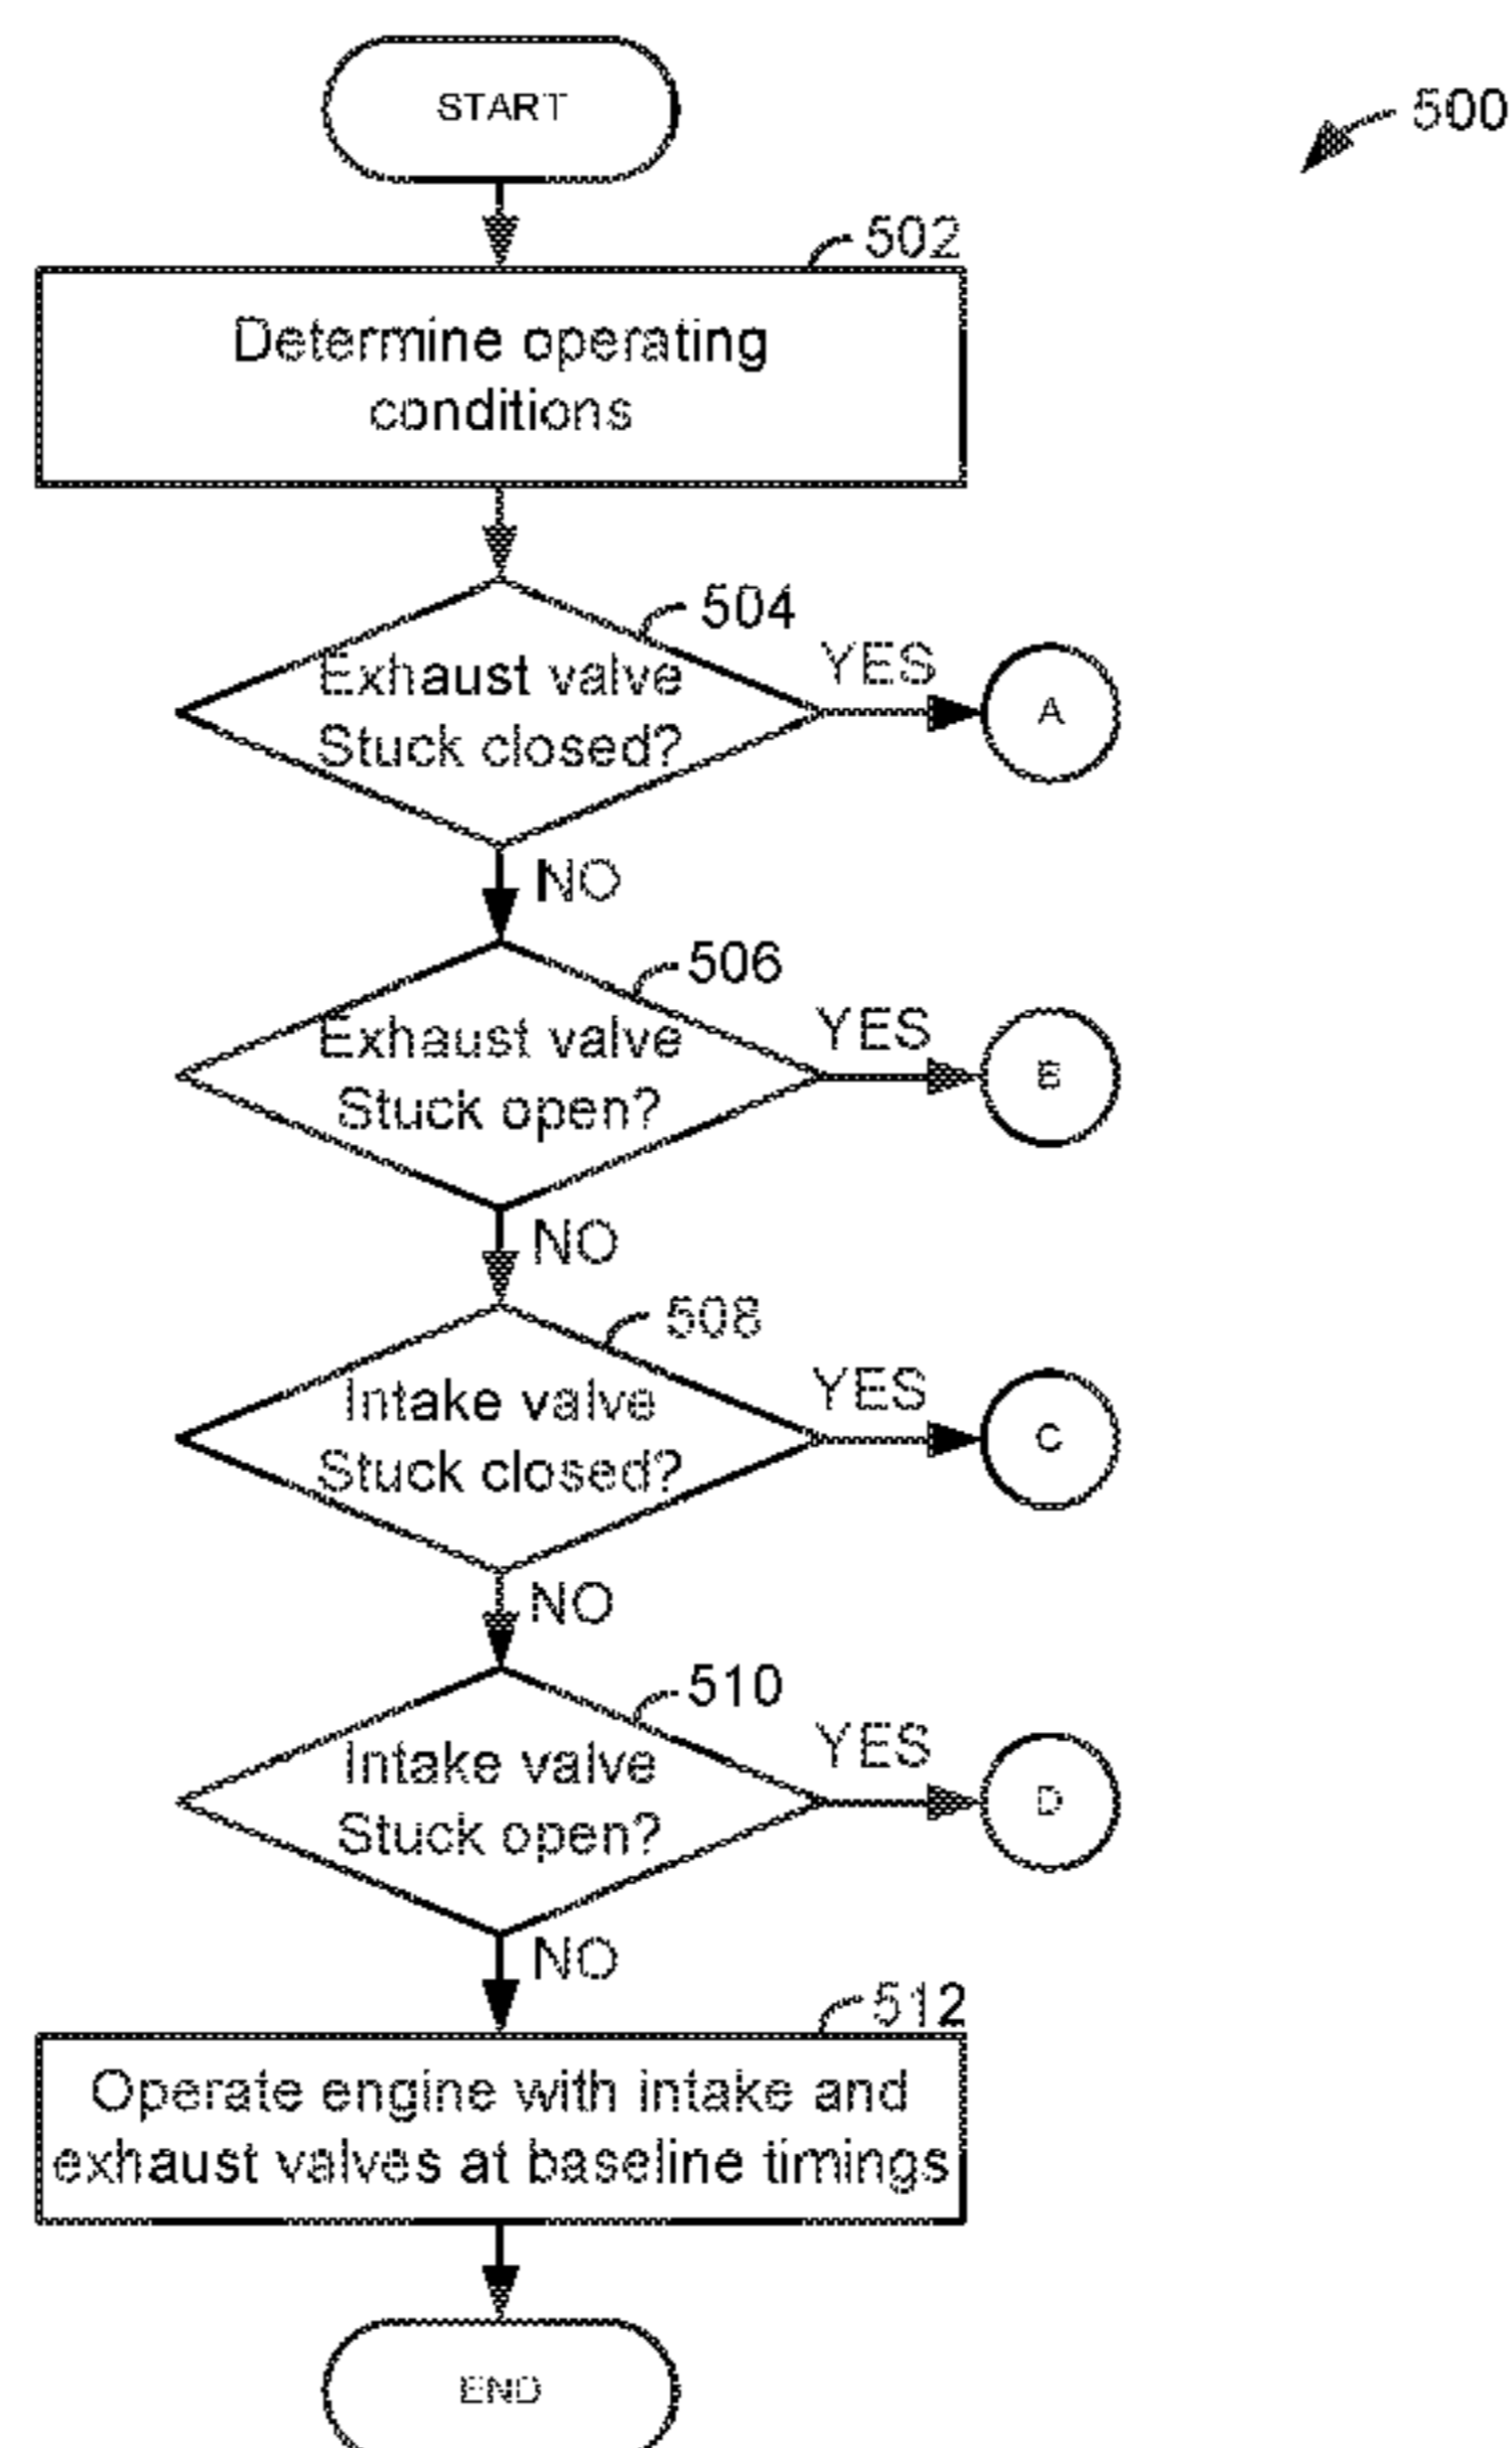 START
500
502
Determine operating
conditions
504
Exhaust valve
Stuck closed?
YES
A
NO
506
Exhaust valve
Stuck open?
YES
B
NO
508
Intake valve
Stuck closed?
YES
C
NO
510
Intake valve
Stuck open?
YES
D
NO
512
Operate engine with intake and
exhaust valves at baseline timings
END